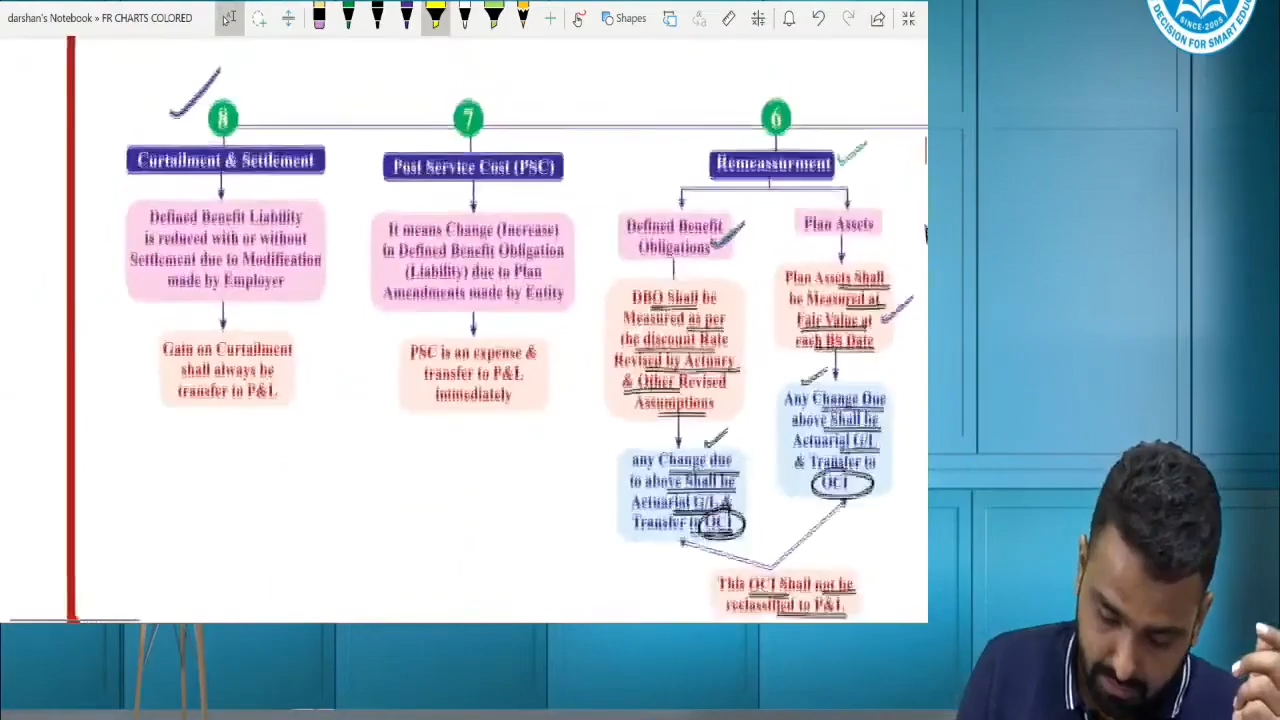 darshan's Notebook » FR CHARTS COLORED
Shapes
SINCE-2005
DECISION FOR SMART
8
Curtailment & Settlement
Defined Benefit Liability
is reduced with or without
Settlement due to Modification
made by Employer
Gain on Curtailment
shall always be
transfer to P&L
7
Post Service Cost (PSC)
It means Change (Increase)
in Defined Benefit Obligation
(Liability) due to Plan
Amendments made by Entity
PSC is an expense &
transfer to P&L
immediately
6
Remeassurment
Defined Benefit
Obligations
DBO Shall be
Measured as per
the discount Rate
Revised by Actuary
& Other Revised
Assumptions
any Change due
to above Shall be
Actuarial G/L &
Transfer to OCI
Plan Assets
Plan Assets Shall
be Measured at
Fair Value at
each BS Date
Any Change Due
above Shall be
Actuarial G/L
& Transfer to
OCI
This OCI Shall not be
reclassified to P&L